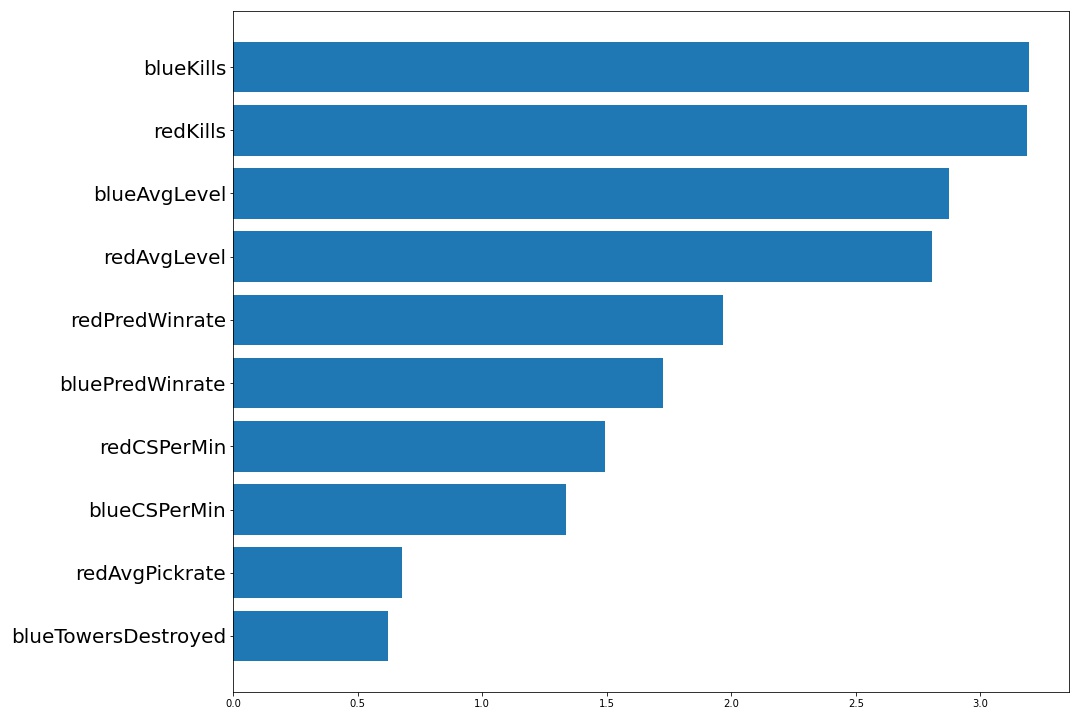 blueKills
redKills
blueAvgLevel
redAvgLevel
redPredWinrate
bluePredWinrate
redCSPerMin
blueCSPerMin
redAvgPickrate
blueTowersDestroyed
0.0 0.5 1.0 1.5 2.0 2.5 3.0